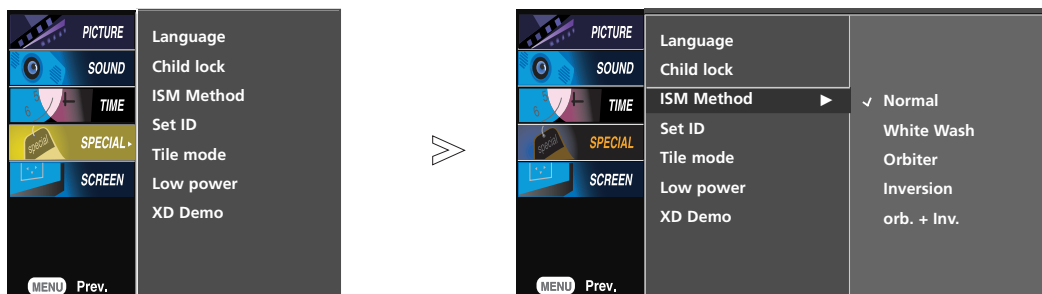 PICTURE
SOUND
TIME
SPECIAL
SCREEN
MENU Prev.
Language
Child lock
ISM Method
Set ID
Tile mode
Low power
XD Demo
PICTURE
SOUND
TIME
SPECIAL
SCREEN
MENU Prev.
Language
Child lock
ISM Method
Set ID
Tile mode
Low power
XD Demo
Normal
White Wash
Orbiter
Inversion
orb. + Inv.